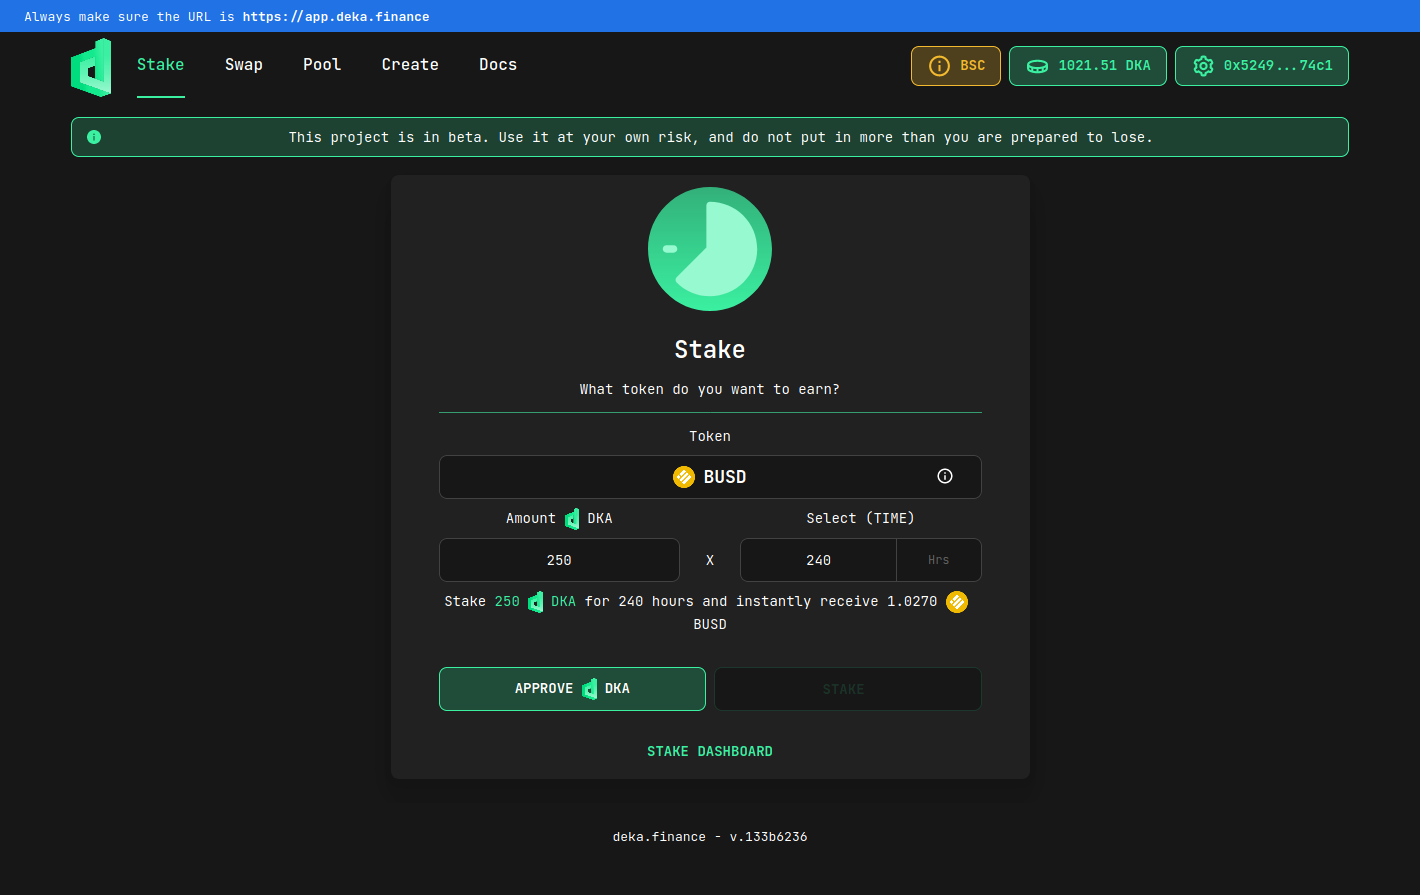 Always make sure the URL is https://app.deka.finance
Stake Swap Pool Create Docs BSC 1021.51 DKA 0x5249...74c1
This project is in beta. Use it at your own risk, and do not put in more than you are prepared to lose.
Stake
What token do you want to earn?
Token
BUSD
Amount DKA Select (TIME)
250 X 240 Hrs
Stake 250 DKA for 240 hours and instantly receive 1.0270
BUSD
APPROVE DKA STAKE
STAKE DASHBOARD
deka.finance - v.133b6236